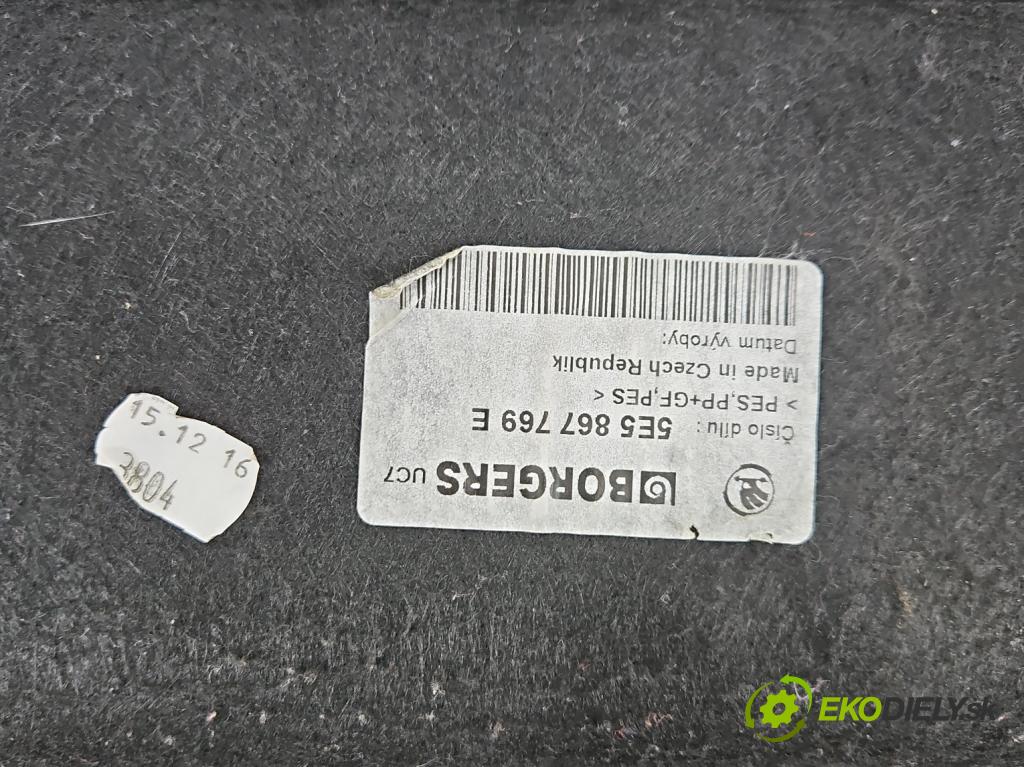 BORGERS UC7
Číslo dílu: 5E5 867 769 E
> PES,PP+GF,PES <
Made in Czech Republik
Datum výroby:
15.12 16
3804
EKODIELY.sk